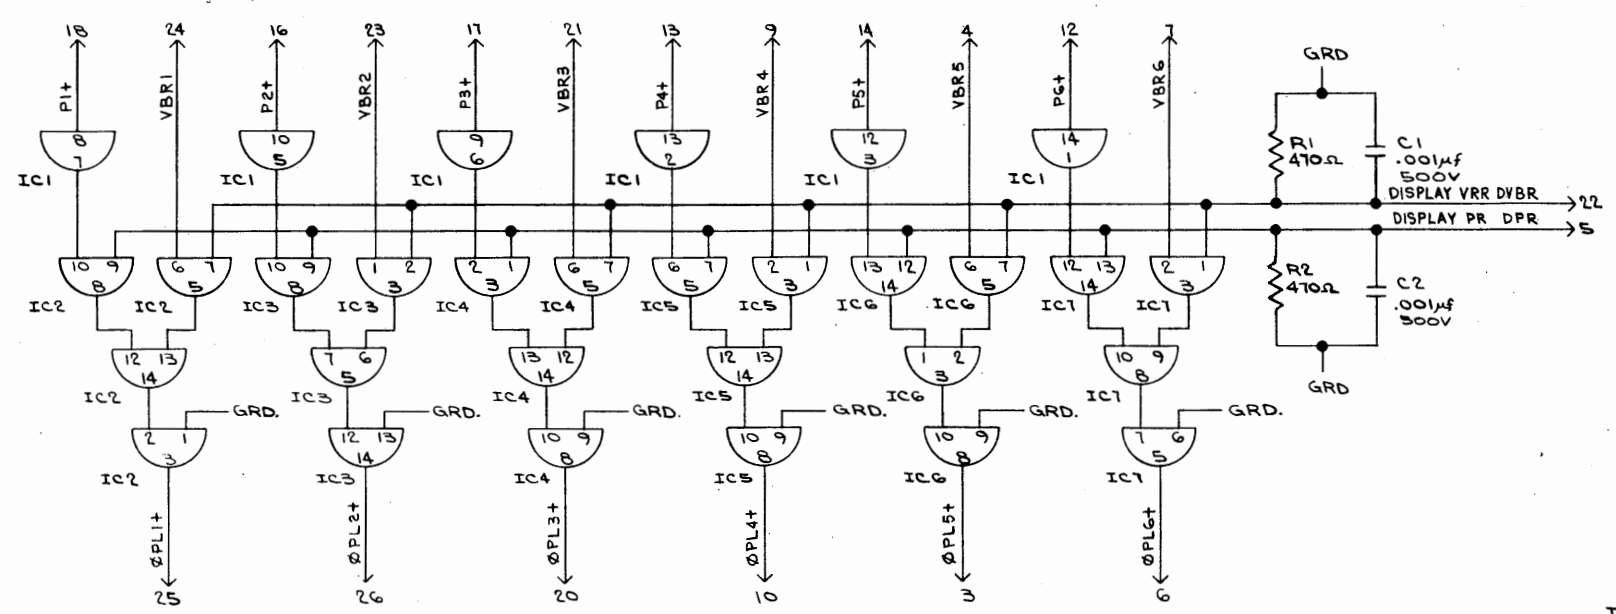 18 24 16 23 17 21 13 9 14 4 12 7
GRD
P1+ VBR1 P2+ VBR2 P3+ VBR3 P4+ VBR4 P5+ VBR5 P6+ VBR6
8 10 9 13 12 14
7 5 6 2 3 1
IC1 IC1 IC1 IC1 IC1 IC1
R1 470Ω
C1 .001µf 500V
DISPLAY VRR DVBR 22
DISPLAY PR DPR 5
10 9 6 7 10 9 1 2 2 1 6 7 6 7 2 1 13 12 6 7 12 13 2 1
8 5 8 3 3 5 5 3 14 5 14 3
IC2 IC2 IC3 IC3 IC4 IC4 IC5 IC5 IC6 IC6 IC7 IC7
R2 470Ω
C2 .001µf 500V
12 13 7 6 13 12 12 13 1 2 10 9
14 5 14 14 3 8
IC2 IC3 IC4 IC5 IC6 IC7
GRD
GRD. GRD. GRD. GRD. GRD. GRD.
2 1 12 13 10 9 10 9 10 9 7 6
3 14 8 8 8 5
IC2 IC3 IC4 IC5 IC6 IC7
ØPL1+ ØPL2+ ØPL3+ ØPL4+ ØPL5+ ØPL6+
25 26 20 10 3 6